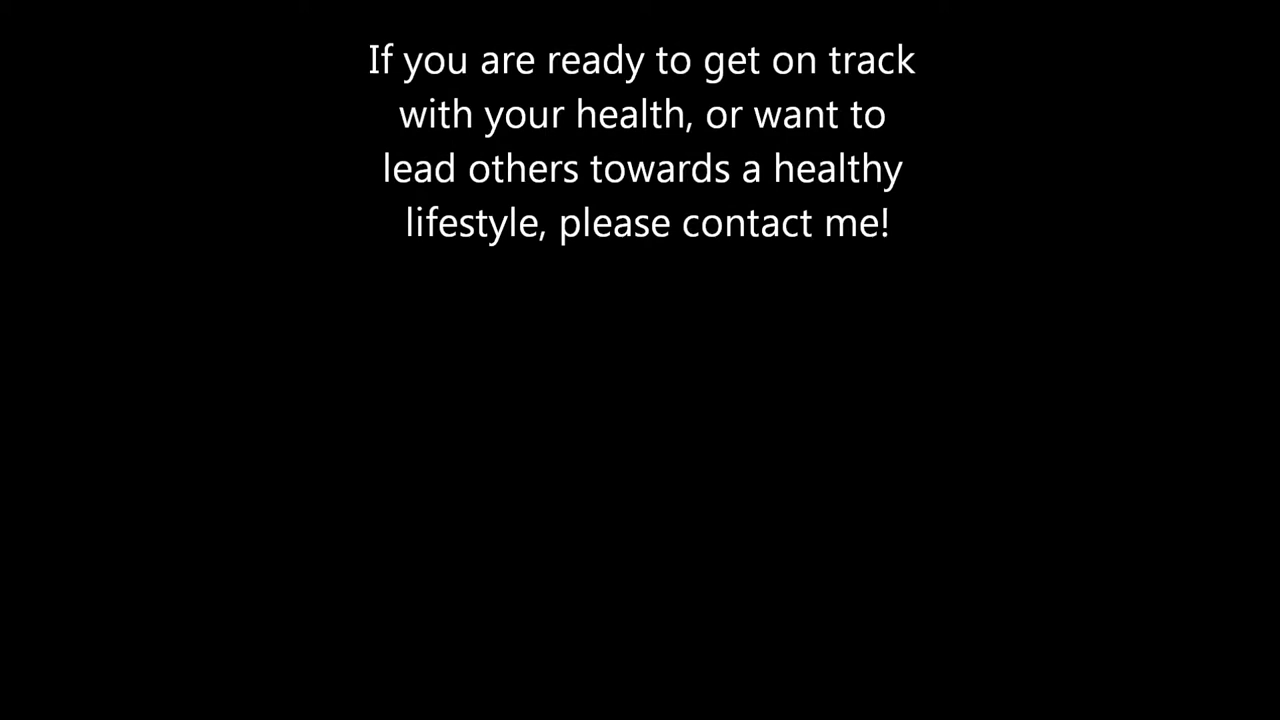 If you are ready to get on track
with your health, or want to
lead others towards a healthy
lifestyle, please contact me!